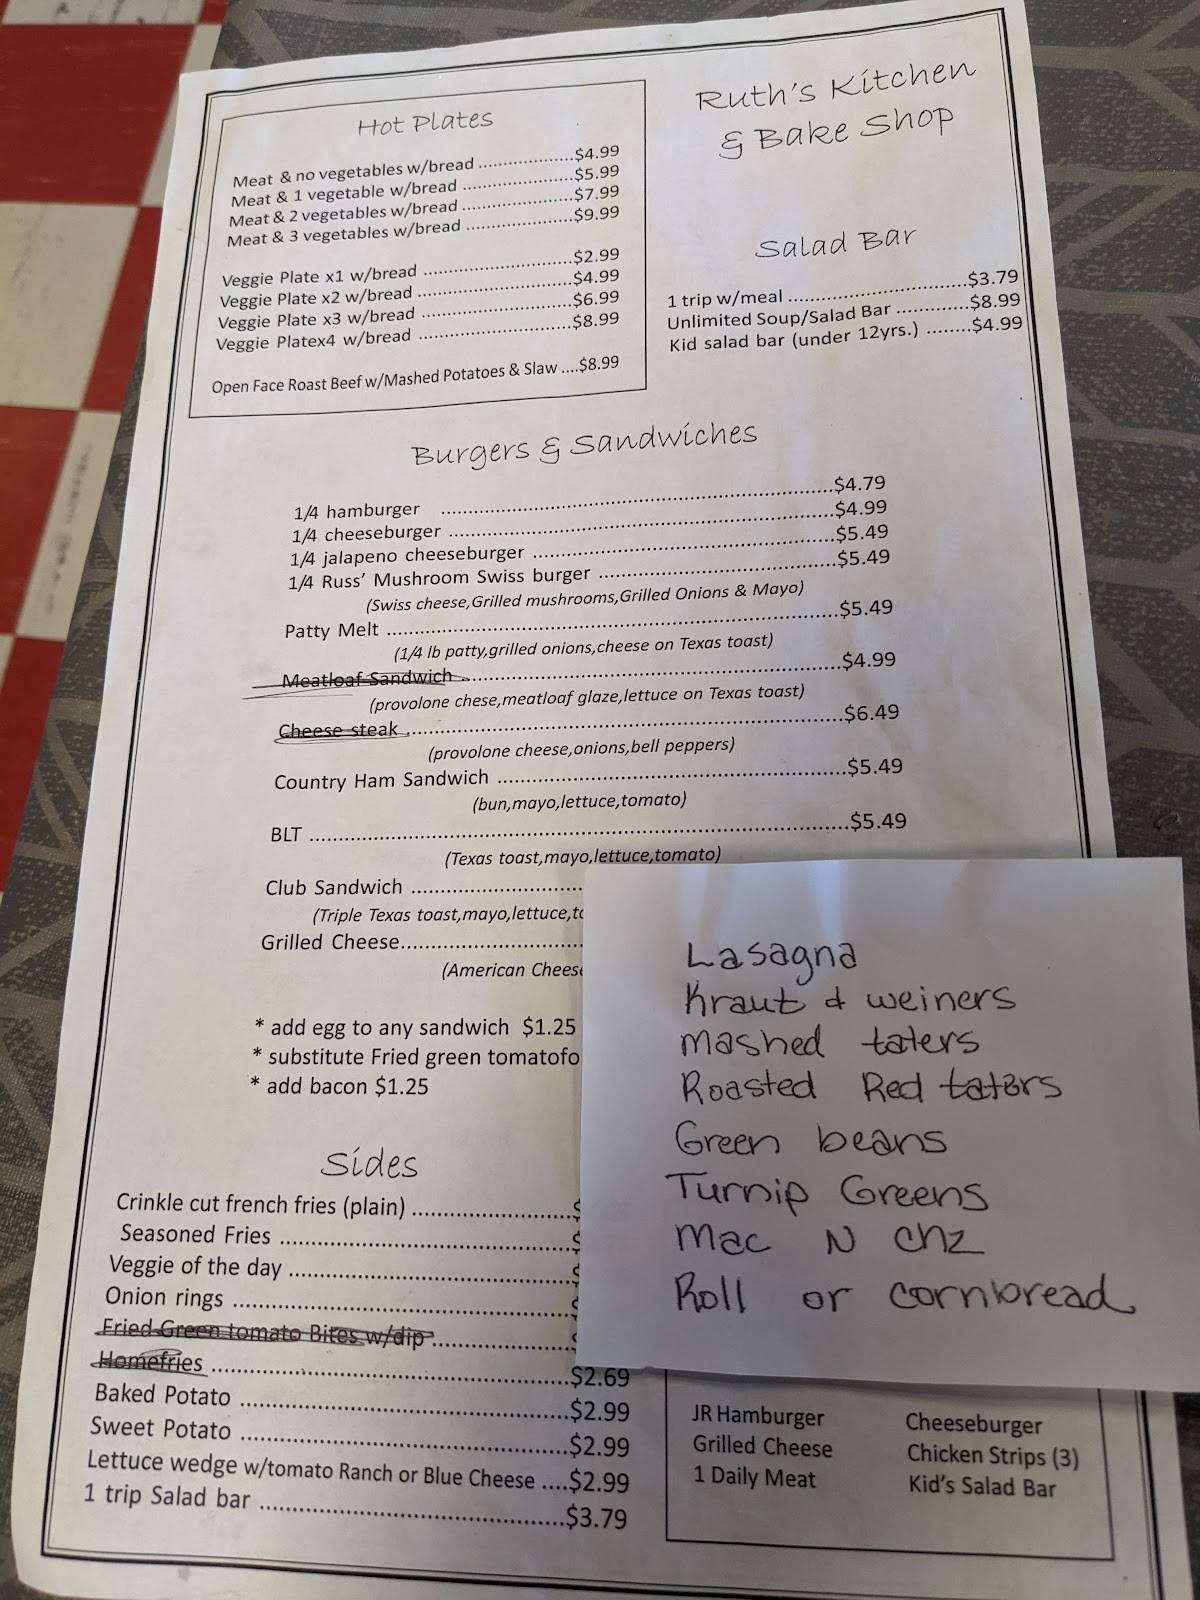 Ruth's Kitchen
& Bake Shop
Hot Plates
Meat & no vegetables w/bread ...................$4.99
Meat & 1 vegetable w/bread ......................$5.99
Meat & 2 vegetables w/bread ......................$7.99
Meat & 3 vegetables w/bread .....................$9.99
Veggie Plate x1 w/bread ..............................$2.99
Veggie Plate x2 w/bread ...............................$4.99
Veggie Plate x3 w/bread ..............................$6.99
Veggie Platex4 w/bread ...............................$8.99
Open Face Roast Beef w/Mashed Potatoes & Slaw ....$8.99
Salad Bar
1 trip w/meal ....................................$3.79
Unlimited Soup/Salad Bar ..............$8.99
Kid salad bar (under 12yrs.) ........$4.99
Burgers & Sandwiches
1/4 hamburger ..............................................................$4.79
1/4 cheeseburger .............................................................$4.99
1/4 jalapeno cheeseburger ................................................$5.49
1/4 Russ' Mushroom Swiss burger ......................................$5.49
(Swiss cheese,Grilled mushrooms,Grilled Onions & Mayo)
Patty Melt ........................................................................$5.49
(1/4 lb patty,grilled onions,cheese on Texas toast)
Meatloaf Sandwich ............................................................$4.99
(provolone chese,meatloaf glaze,lettuce on Texas toast)
Cheese steak .....................................................................$6.49
(provolone cheese,onions,bell peppers)
Country Ham Sandwich .......................................................$5.49
(bun,mayo,lettuce,tomato)
BLT ...................................................................................$5.49
(Texas toast,mayo,lettuce,tomato)
Club Sandwich ...........................
(Triple Texas toast,mayo,lettuce,
Grilled Cheese.............................
(American
* add egg to any sandwich $1.25
* substitute Fried green tomatofo
* add bacon $1.25
Lasagna
Kraut & weiners
mashed taters
Roasted Red taters
Green beans
Turnip Greens
Mac N chz
Roll or cornbread
Sides
Crinkle cut french fries (plain) ........................
Seasoned Fries .............................................
Veggie of the day ............................................
Onion rings ....................................................
Fried Green tomato Bites w/dip......................
Homefries .......................................................$2.69
Baked Potato ...................................................$2.99
Sweet Potato ...................................................$2.99
Lettuce wedge w/tomato Ranch or Blue Cheese ....$2.99
1 trip Salad bar ...............................................$3.79
JR Hamburger Cheeseburger
Grilled Cheese Chicken Strips (3)
1 Daily Meat Kid's Salad Bar